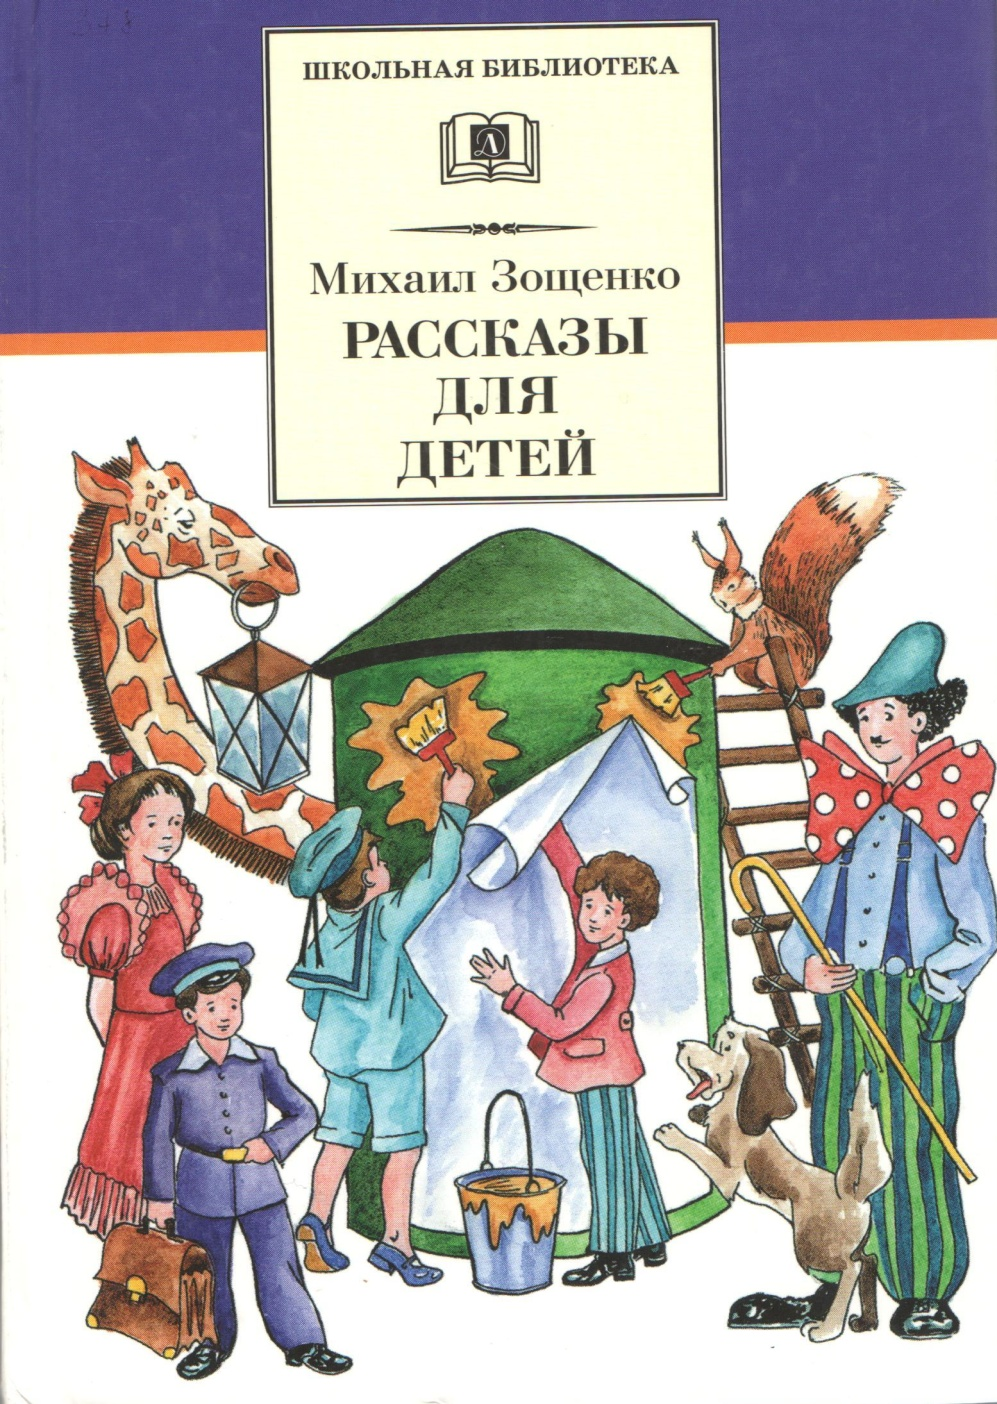 ШКОЛЬНАЯ БИБЛИОТЕКА
Д
Михаил Зощенко
РАССКАЗЫ
ДЛЯ
ДЕТЕЙ